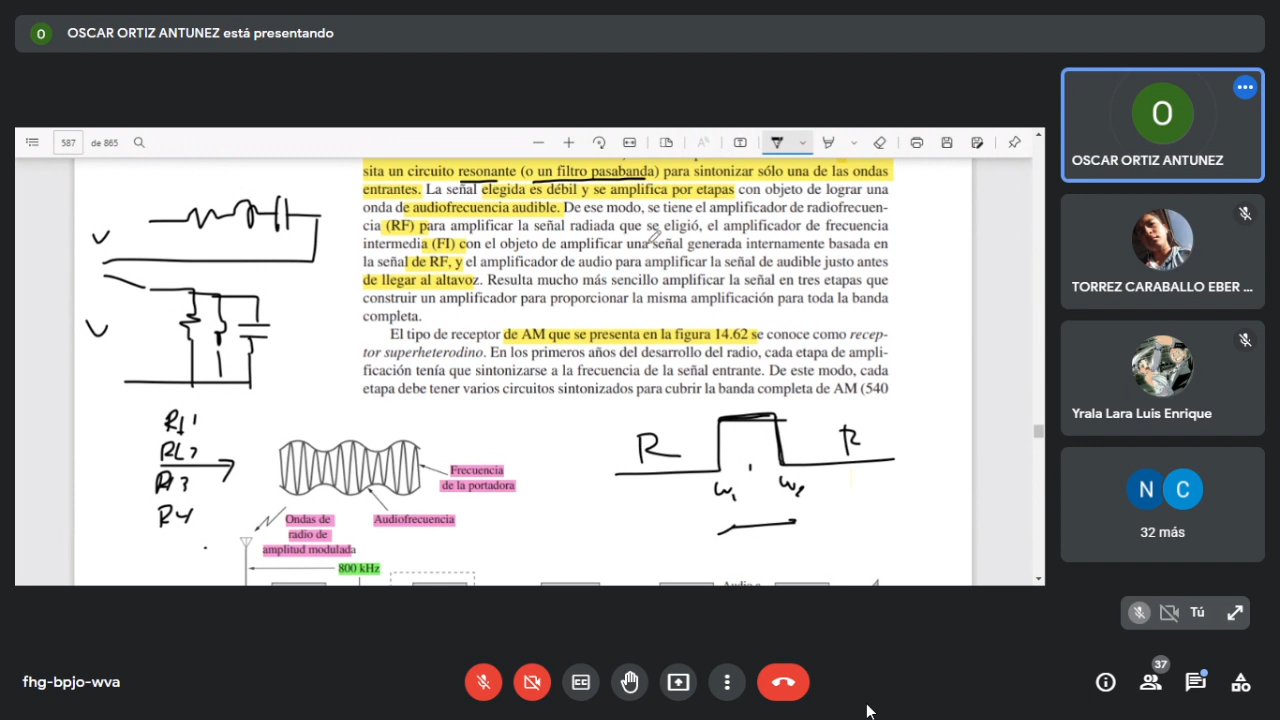 O OSCAR ORTIZ ANTUNEZ está presentando
587 de 865
sita un circuito resonante (o un filtro pasabanda) para sintonizar sólo una de las ondas
entrantes. La señal elegida es débil y se amplifica por etapas con objeto de lograr una
onda de audiofrecuencia audible. De ese modo, se tiene el amplificador de radiofrecuen-
cia (RF) para amplificar la señal radiada que se eligió, el amplificador de frecuencia
intermedia (FI) con el objeto de amplificar una señal generada internamente basada en
la señal de RF, y el amplificador de audio para amplificar la señal de audible justo antes
de llegar al altavoz. Resulta mucho más sencillo amplificar la señal en tres etapas que
construir un amplificador para proporcionar la misma amplificación para toda la banda
completa.
El tipo de receptor de AM que se presenta en la figura 14.62 se conoce como recep-
tor superheterodino. En los primeros años del desarrollo del radio, cada etapa de ampli-
ficación tenía que sintonizarse a la frecuencia de la señal entrante. De este modo, cada
etapa debe tener varios circuitos sintonizados para cubrir la banda completa de AM (540
V
V
R
R
W1
Frecuencia
de la portadora
Audiofrecuencia
Ondas de
radio de
amplitud modulada
800 kHz
O
OSCAR ORTIZ ANTUNEZ
TORREZ CARABALLO EBER ...
Yrala Lara Luis Enrique
N C
32 más
Tú
fhg-bpjo-wva
37